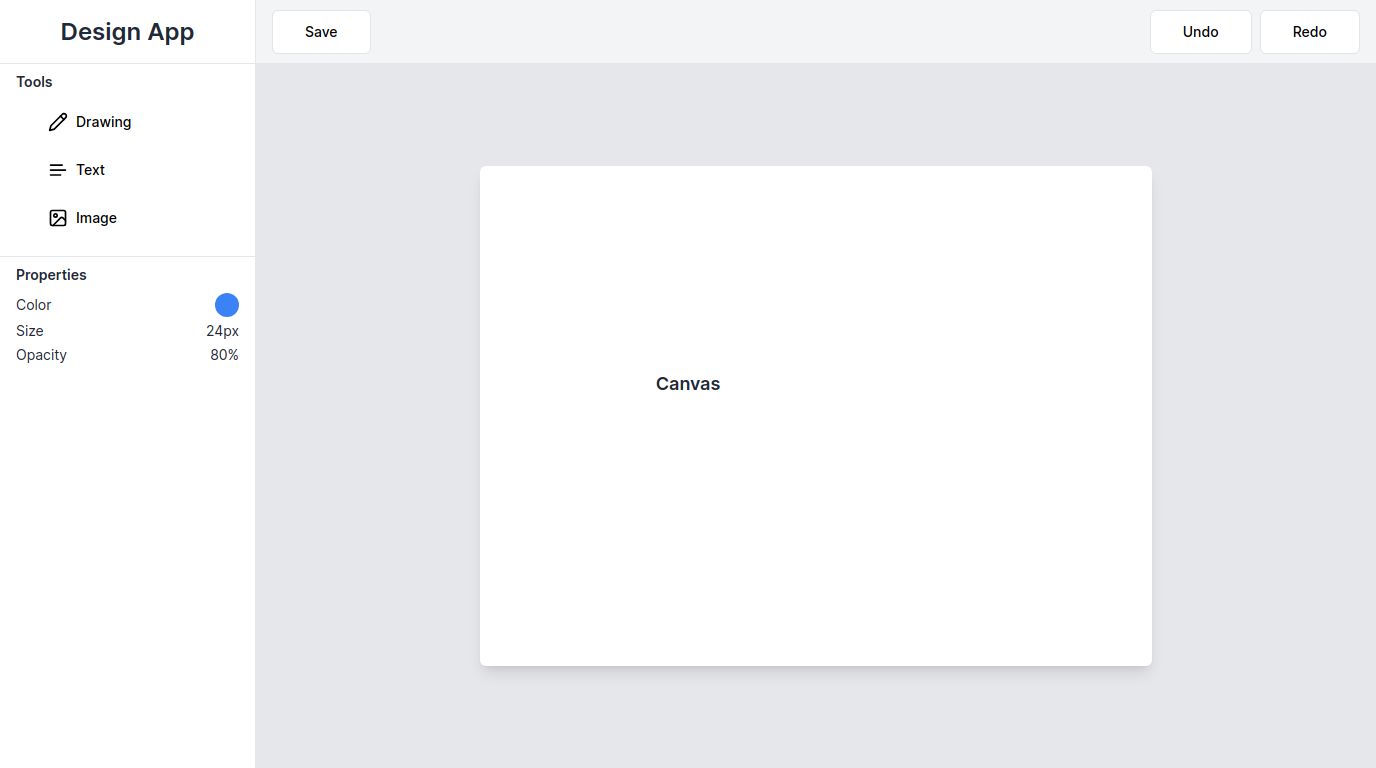 Design App
Save
Undo
Redo
Tools
Drawing
Text
Image
Properties
Color
Size 24px
Opacity 80%
Canvas